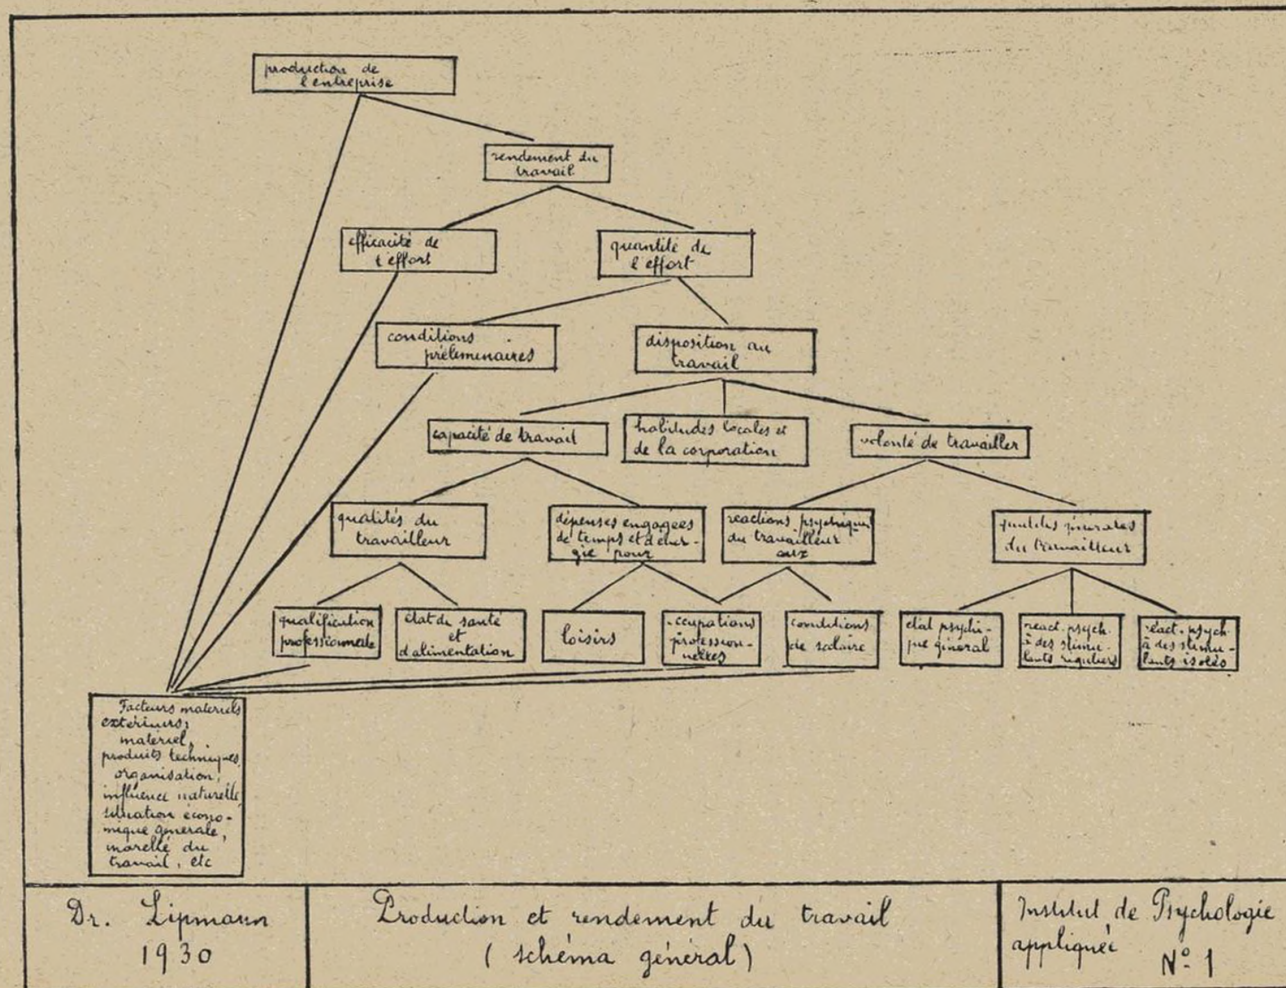 production de
l'entreprise
rendement du
travail
efficacité de
l'effort
quantité de
l'effort
conditions
préliminaires
disposition au
travail
capacité de travail
habitudes locales et
de la corporation
volonté de travailler
qualités du
travailleur
dépenses engagées
de temps et d'éner-
gie pour
réactions psychiques
du travailleur
aux
générales
du travailleur
qualification
professionnelle
état de santé
et
d'alimentation
loisirs
occupations
profession-
nelles
conditions
de
état psychi-
que général
réact. psych.
à des stimu-
lants réguliers
réact. psych.
à des stimu-
lants isolés
Facteurs matériels
extérieurs:
matériel,
produits techniques,
organisation,
influence naturelle,
situation écono-
mique générale,
marché du
travail, etc
Dr. Lipmann
1930
Production et rendement du travail
(schéma général)
Institut de Psychologie
appliquée
N° 1